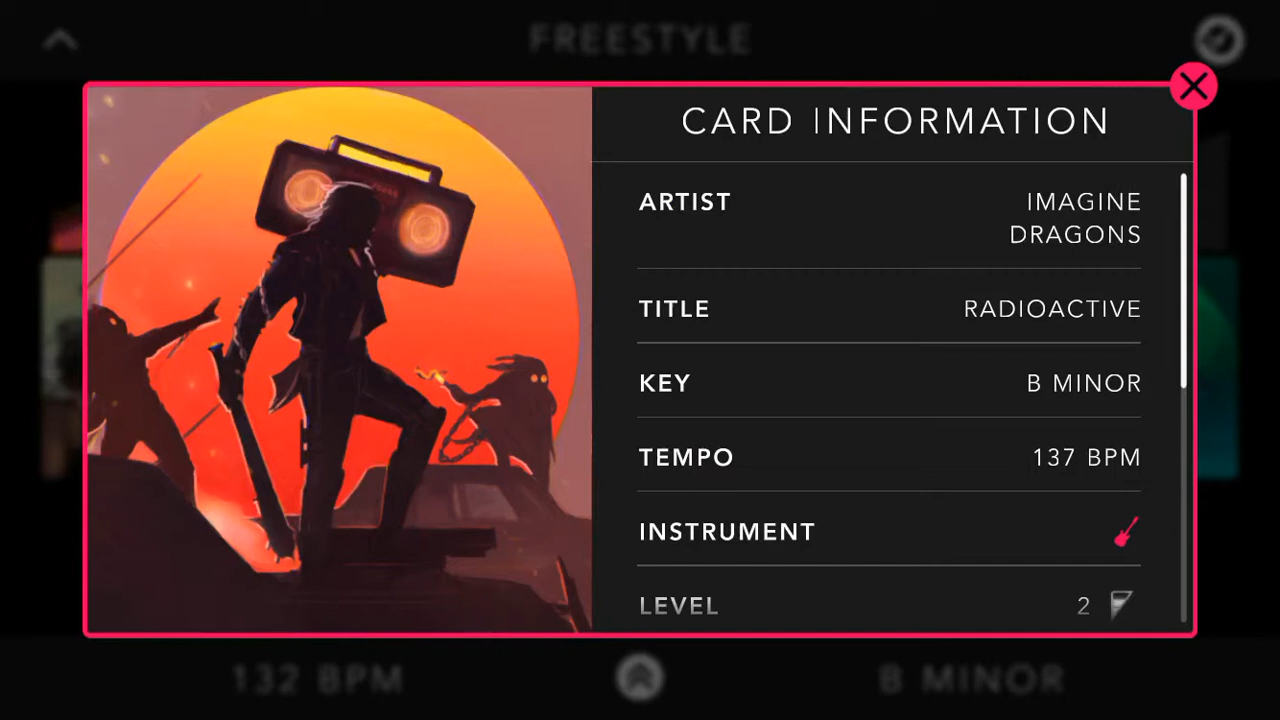 FREESTYLE
CARD INFORMATION
ARTIST IMAGINE
DRAGONS
TITLE RADIOACTIVE
KEY B MINOR
TEMPO 137 BPM
INSTRUMENT
LEVEL 2
132 BPM B MINOR